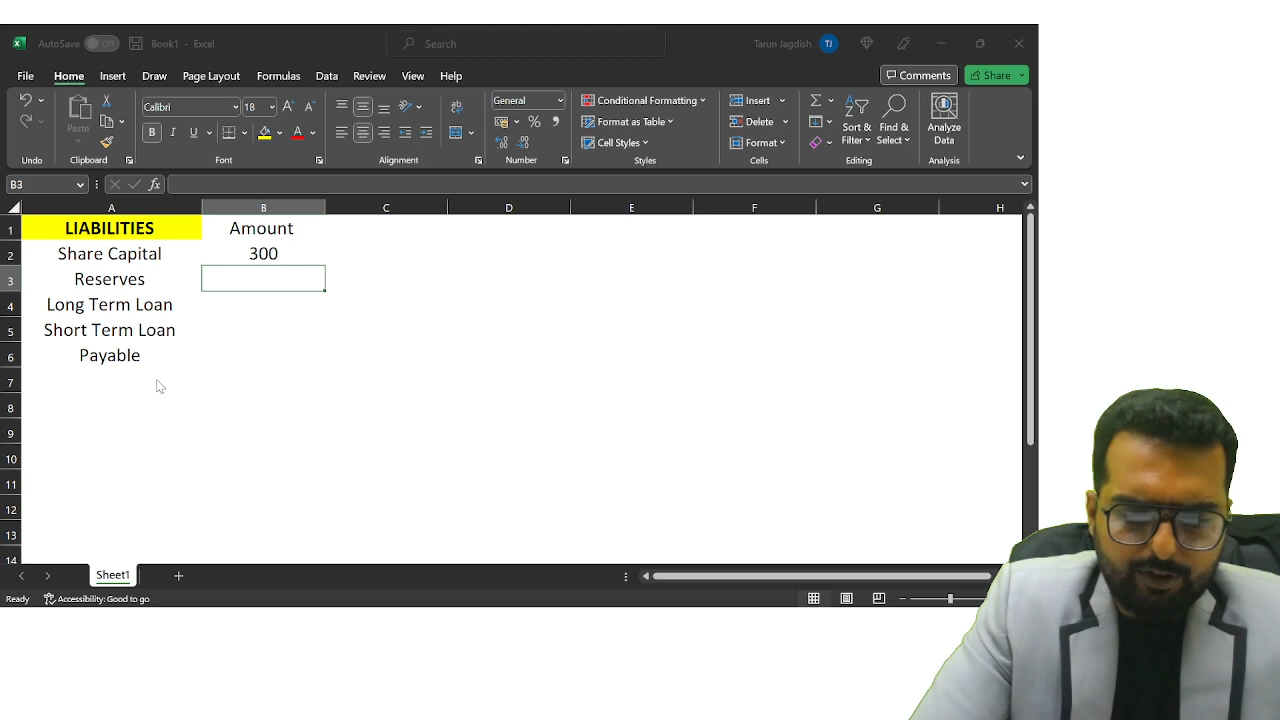 AutoSave Off Book1 - Excel Search Tarun Jagdish TJ
File Home Insert Draw Page Layout Formulas Data Review View Help Comments Share
Paste Calibri 18 General Conditional Formatting Insert
B I U % Format as Table Delete Sort & Filter Find & Select Analyze Data
Cell Styles Format
Undo Clipboard Font Alignment Number Styles Cells Editing Analysis
B3 fx
A B C D E F G H
1 LIABILITIES Amount
2 Share Capital 300
3 Reserves
4 Long Term Loan
5 Short Term Loan
6 Payable
7
8
9
10
11
12
13
14
Sheet1
Ready Accessibility: Good to go